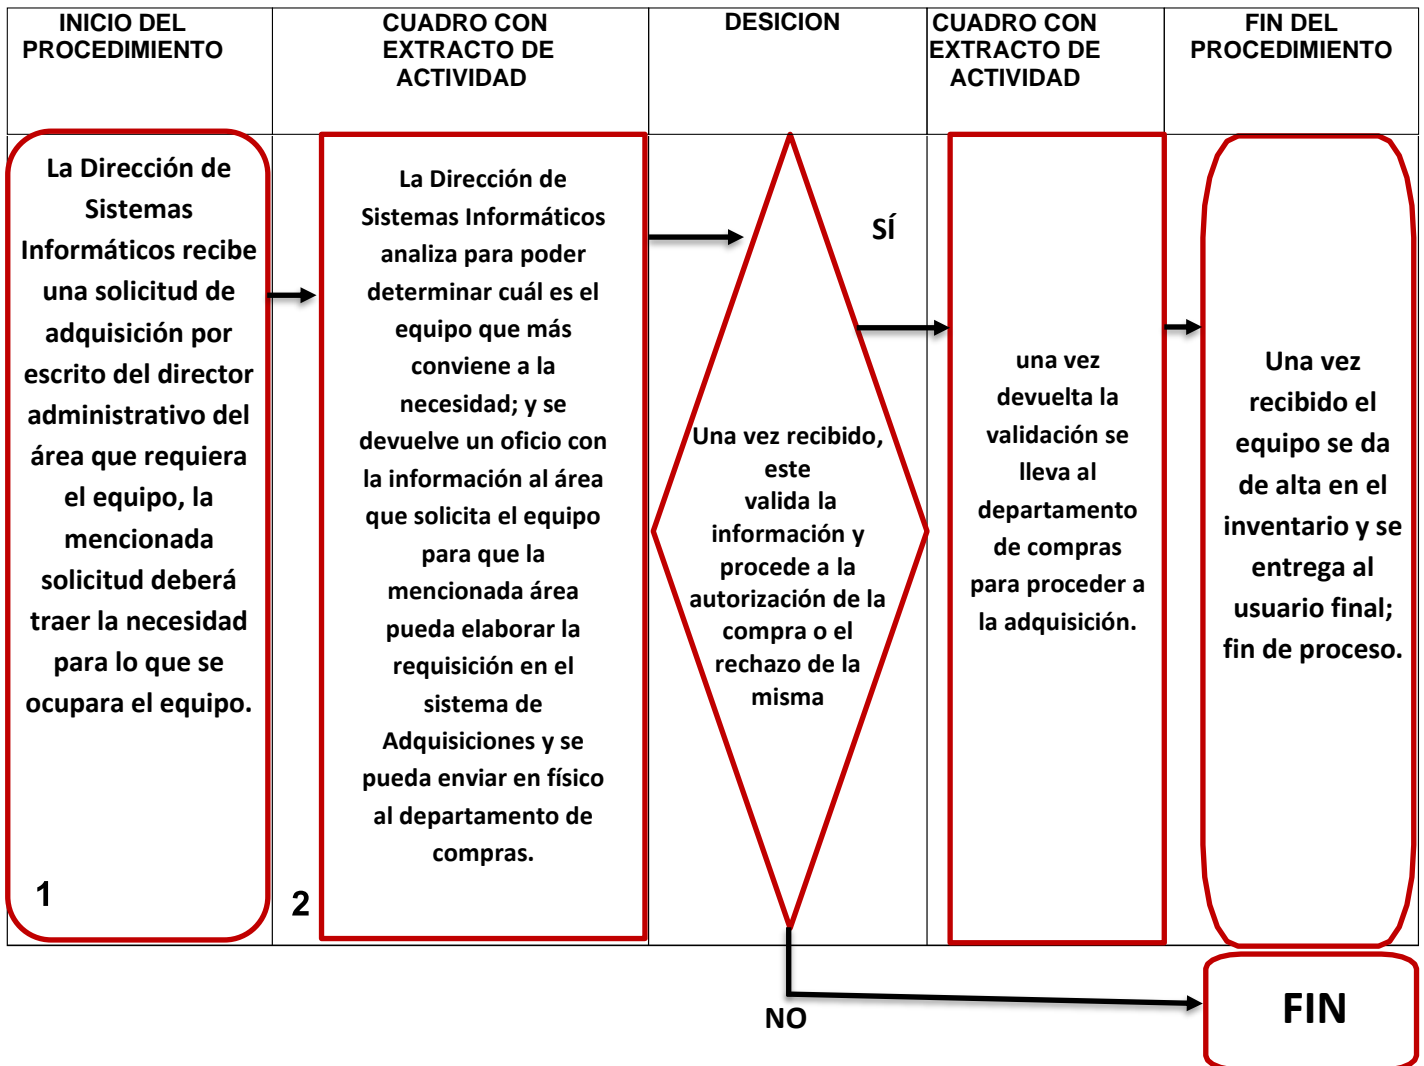 INICIO DEL
PROCEDIMIENTO
CUADRO CON
EXTRACTO DE
ACTIVIDAD
DESICION
CUADRO CON
EXTRACTO DE
ACTIVIDAD
FIN DEL
PROCEDIMIENTO
La Dirección de
Sistemas
Informáticos recibe
una solicitud de
adquisición por
escrito del director
administrativo del
área que requiera
el equipo, la
mencionada
solicitud deberá
traer la necesidad
para lo que se
ocupara el equipo.
1
La Dirección de
Sistemas Informáticos
analiza para poder
determinar cuál es el
equipo que más
conviene a la
necesidad; y se
devuelve un oficio con
la información al área
que solicita el equipo
para que la
mencionada área
pueda elaborar la
requisición en el
sistema de
Adquisiciones y se
pueda enviar en físico
al departamento de
compras.
2
Una vez recibido,
este
valida la
información y
procede a la
autorización de la
compra o el
rechazo de la
misma
SÍ
una vez
devuelta la
validación se
lleva al
departamento
de compras
para proceder a
la adquisición.
Una vez
recibido el
equipo se da
de alta en el
inventario y se
entrega al
usuario final;
fin de proceso.
NO
FIN